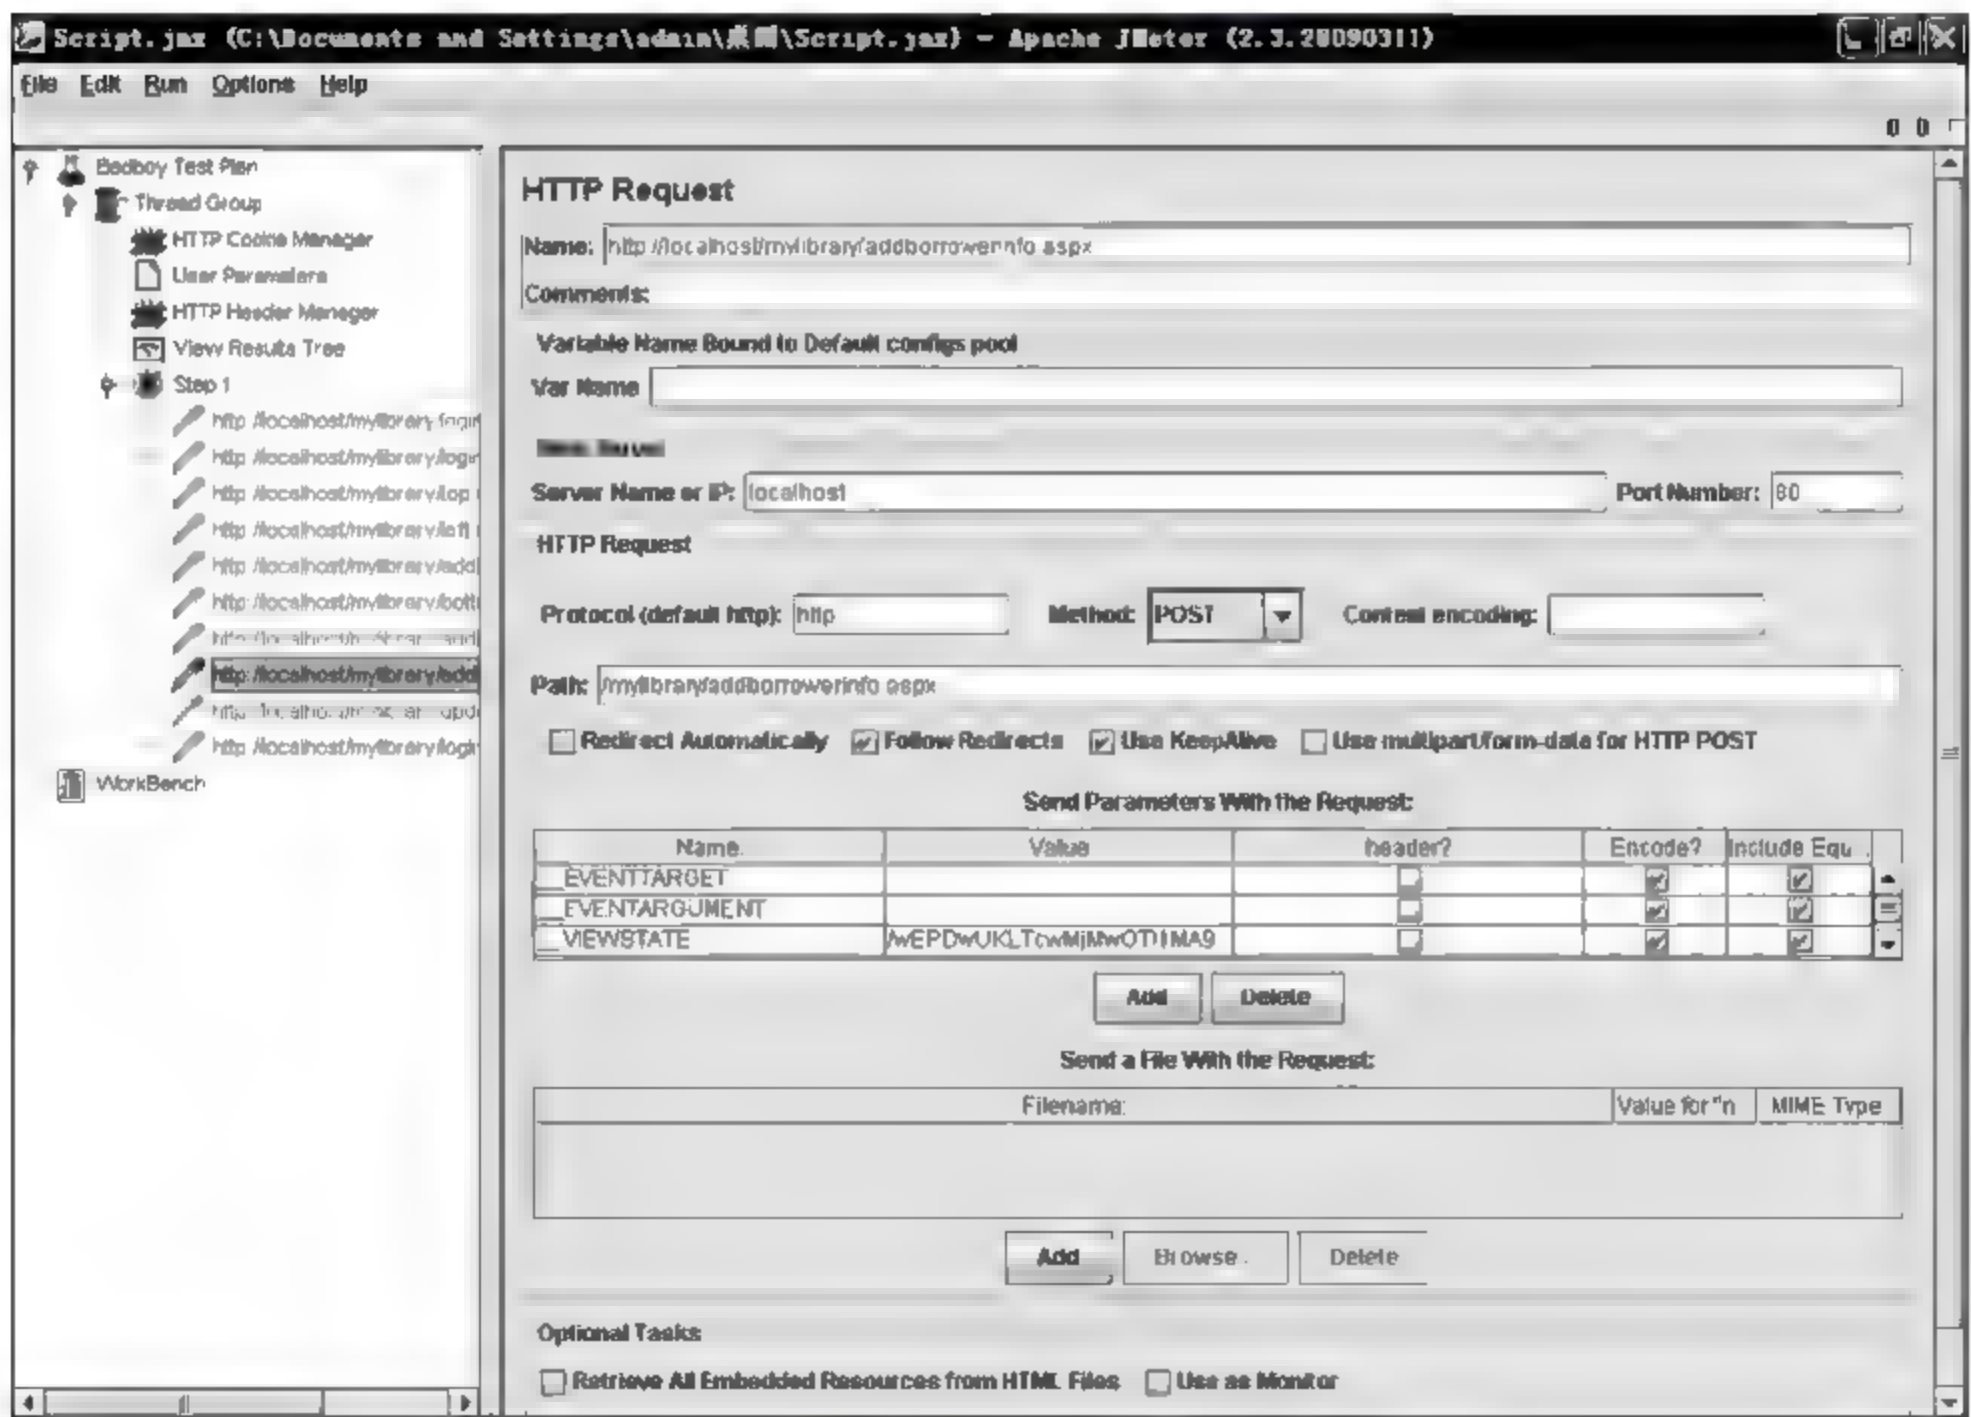 Script.jmx (C:\Documents and Settings\admin\桌面\Script.jmx) - Apache JMeter (2.3.20090311)
File Edit Run Options Help
0 0
Badboy Test Plan
Thread Group
HTTP Cookie Manager
User Parameters
HTTP Header Manager
View Results Tree
Step 1
http://localhost/mylibrary/login
http://localhost/mylibrary/login
http://localhost/mylibrary/top
http://localhost/mylibrary/left
http://localhost/mylibrary/add
http://localhost/mylibrary/bott
http://localhost/mylibrary/add
http://localhost/mylibrary/upd
http://localhost/mylibrary/login
WorkBench
HTTP Request
Name: http://localhost/mylibrary/addborrowerinfo.aspx
Comments:
Variable Name Bound to Default configs pool
Var Name
Server Name or IP: localhost Port Number: 80
HTTP Request
Protocol (default http): http Method: POST Content encoding:
Path: /mylibrary/addborrowerinfo.aspx
Redirect Automatically Follow Redirects Use KeepAlive Use multipart/form-data for HTTP POST
Send Parameters With the Request:
Name: Value header? Encode? Include Equ...
__EVENTTARGET
__EVENTARGUMENT
__VIEWSTATE
Add Delete
Send a File With the Request:
Filename: Value for "n MIME Type
Add Browse... Delete
Optional Tasks
Retrieve All Embedded Resources from HTML Files Use as Monitor